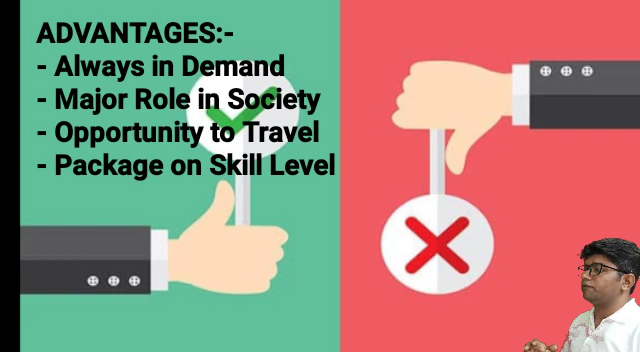 ADVANTAGES:-
- Always in Demand
- Major Role in Society
- Opportunity to Travel
- Package on Skill Level